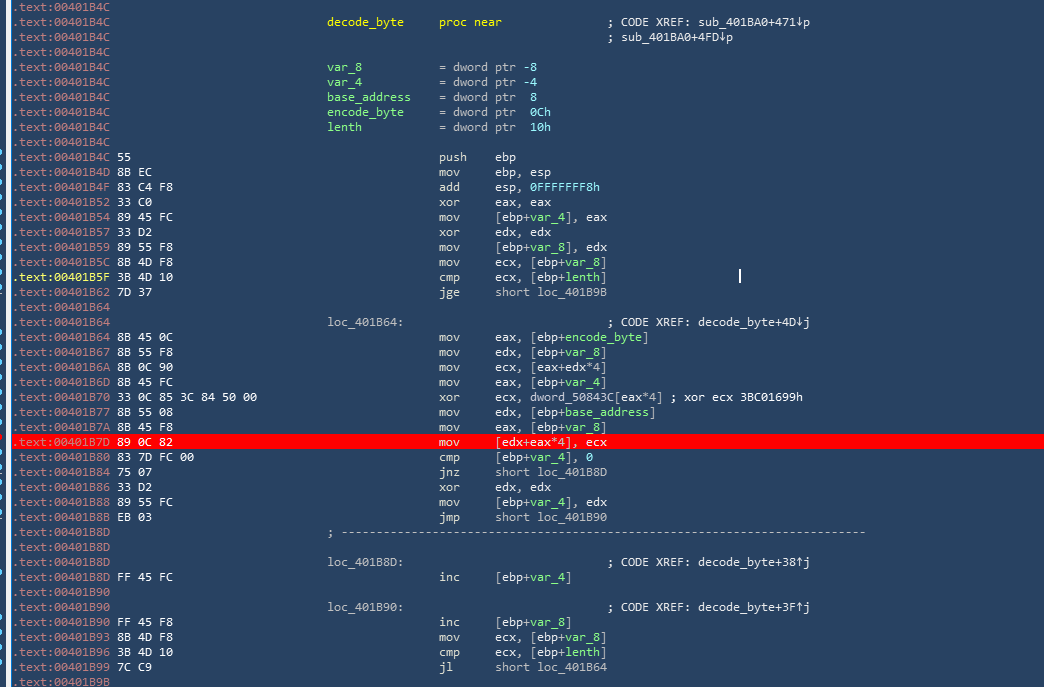 .text:00401B4C
.text:00401B4C decode_byte proc near ; CODE XREF: sub_401BA0+471↓p
.text:00401B4C ; sub_401BA0+4FD↓p
.text:00401B4C
.text:00401B4C var_8 = dword ptr -8
.text:00401B4C var_4 = dword ptr -4
.text:00401B4C base_address = dword ptr 8
.text:00401B4C encode_byte = dword ptr 0Ch
.text:00401B4C lenth = dword ptr 10h
.text:00401B4C
.text:00401B4C 55 push ebp
.text:00401B4D 8B EC mov ebp, esp
.text:00401B4F 83 C4 F8 add esp, 0FFFFFFF8h
.text:00401B52 33 C0 xor eax, eax
.text:00401B54 89 45 FC mov [ebp+var_4], eax
.text:00401B57 33 D2 xor edx, edx
.text:00401B59 89 55 F8 mov [ebp+var_8], edx
.text:00401B5C 8B 4D F8 mov ecx, [ebp+var_8]
.text:00401B5F 3B 4D 10 cmp ecx, [ebp+lenth]
.text:00401B62 7D 37 jge short loc_401B9B
.text:00401B64
.text:00401B64 loc_401B64: ; CODE XREF: decode_byte+4D↓j
.text:00401B64 8B 45 0C mov eax, [ebp+encode_byte]
.text:00401B67 8B 55 F8 mov edx, [ebp+var_8]
.text:00401B6A 8B 0C 90 mov ecx, [eax+edx*4]
.text:00401B6D 8B 45 FC mov eax, [ebp+var_4]
.text:00401B70 33 0C 85 3C 84 50 00 xor ecx, dword_50843C[eax*4] ; xor ecx 3BC01699h
.text:00401B77 8B 55 08 mov edx, [ebp+base_address]
.text:00401B7A 8B 45 F8 mov eax, [ebp+var_8]
.text:00401B7D 89 0C 82 mov [edx+eax*4], ecx
.text:00401B80 83 7D FC 00 cmp [ebp+var_4], 0
.text:00401B84 75 07 jnz short loc_401B8D
.text:00401B86 33 D2 xor edx, edx
.text:00401B88 89 55 FC mov [ebp+var_4], edx
.text:00401B8B EB 03 jmp short loc_401B90
.text:00401B8D ; ---------------------------------------------------------------------------
.text:00401B8D
.text:00401B8D loc_401B8D: ; CODE XREF: decode_byte+38↑j
.text:00401B8D FF 45 FC inc [ebp+var_4]
.text:00401B90
.text:00401B90 loc_401B90: ; CODE XREF: decode_byte+3F↑j
.text:00401B90 FF 45 F8 inc [ebp+var_8]
.text:00401B93 8B 4D F8 mov ecx, [ebp+var_8]
.text:00401B96 3B 4D 10 cmp ecx, [ebp+lenth]
.text:00401B99 7C C9 jl short loc_401B64
.text:00401B9B